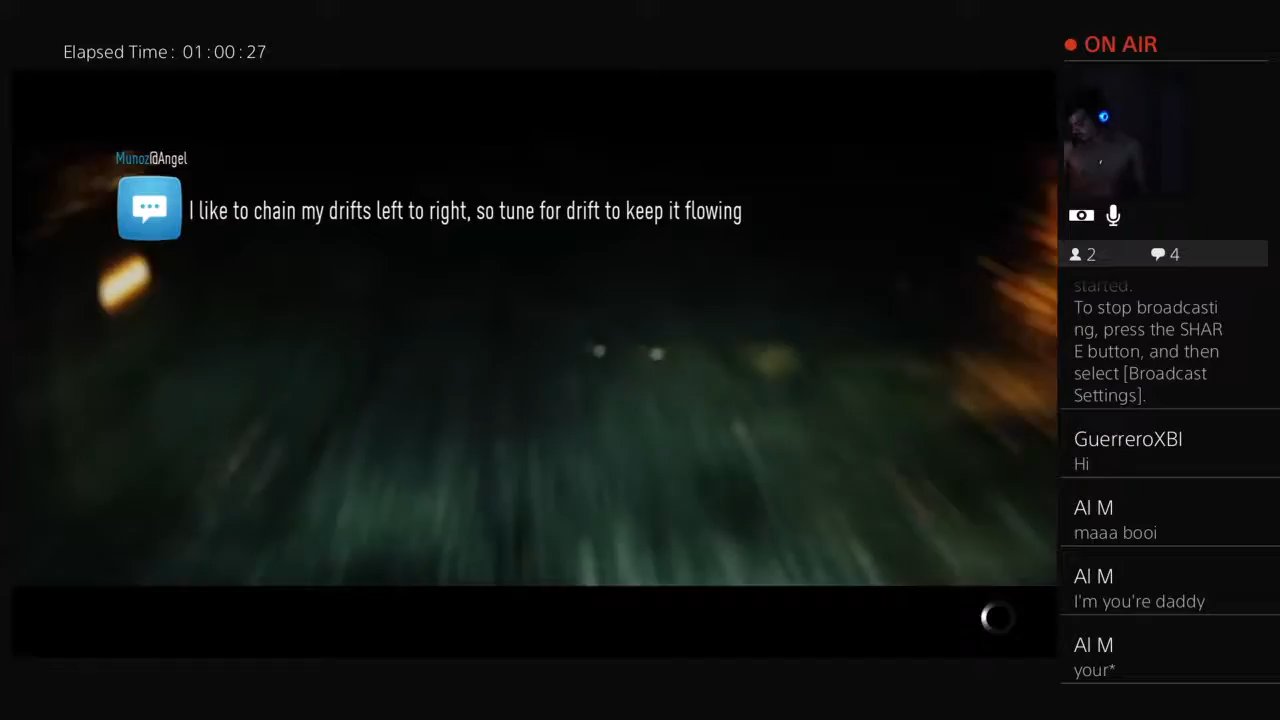 Elapsed Time: 01:00:27
ON AIR
Munoz@Angel
I like to chain my drifts left to right, so tune for drift to keep it flowing
2
4
started.
To stop broadcasti
ng, press the SHAR
E button, and then
select [Broadcast
Settings].
GuerreroXBI
Hi
Al M
maaa booi
Al M
I'm you're daddy
Al M
your*